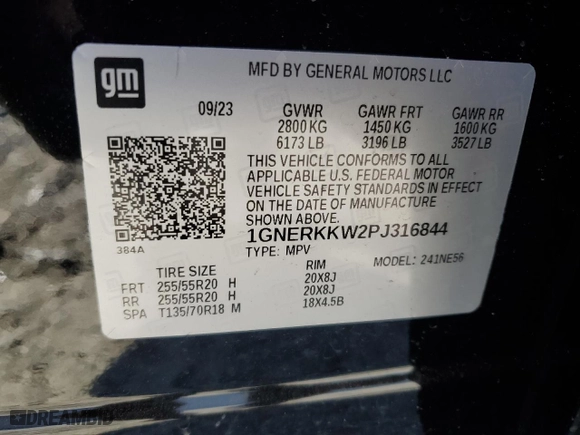 gm
MFD BY GENERAL MOTORS LLC
09/23 GVWR GAWR FRT GAWR RR
2800 KG 1450 KG 1600 KG
6173 LB 3196 LB 3527 LB
THIS VEHICLE CONFORMS TO ALL
APPLICABLE U.S. FEDERAL MOTOR
VEHICLE SAFETY STANDARDS IN EFFECT
ON THE DATE OF MANUFACTURE
SHOWN ABOVE.
384A
1GNERKKW2PJ316844
TYPE: MPV MODEL: 241NE56
TIRE SIZE RIM
FRT 255/55R20 H 20X8J
RR 255/55R20 H 20X8J
SPA T135/70R18 M 18X4.5B
DREAMBID